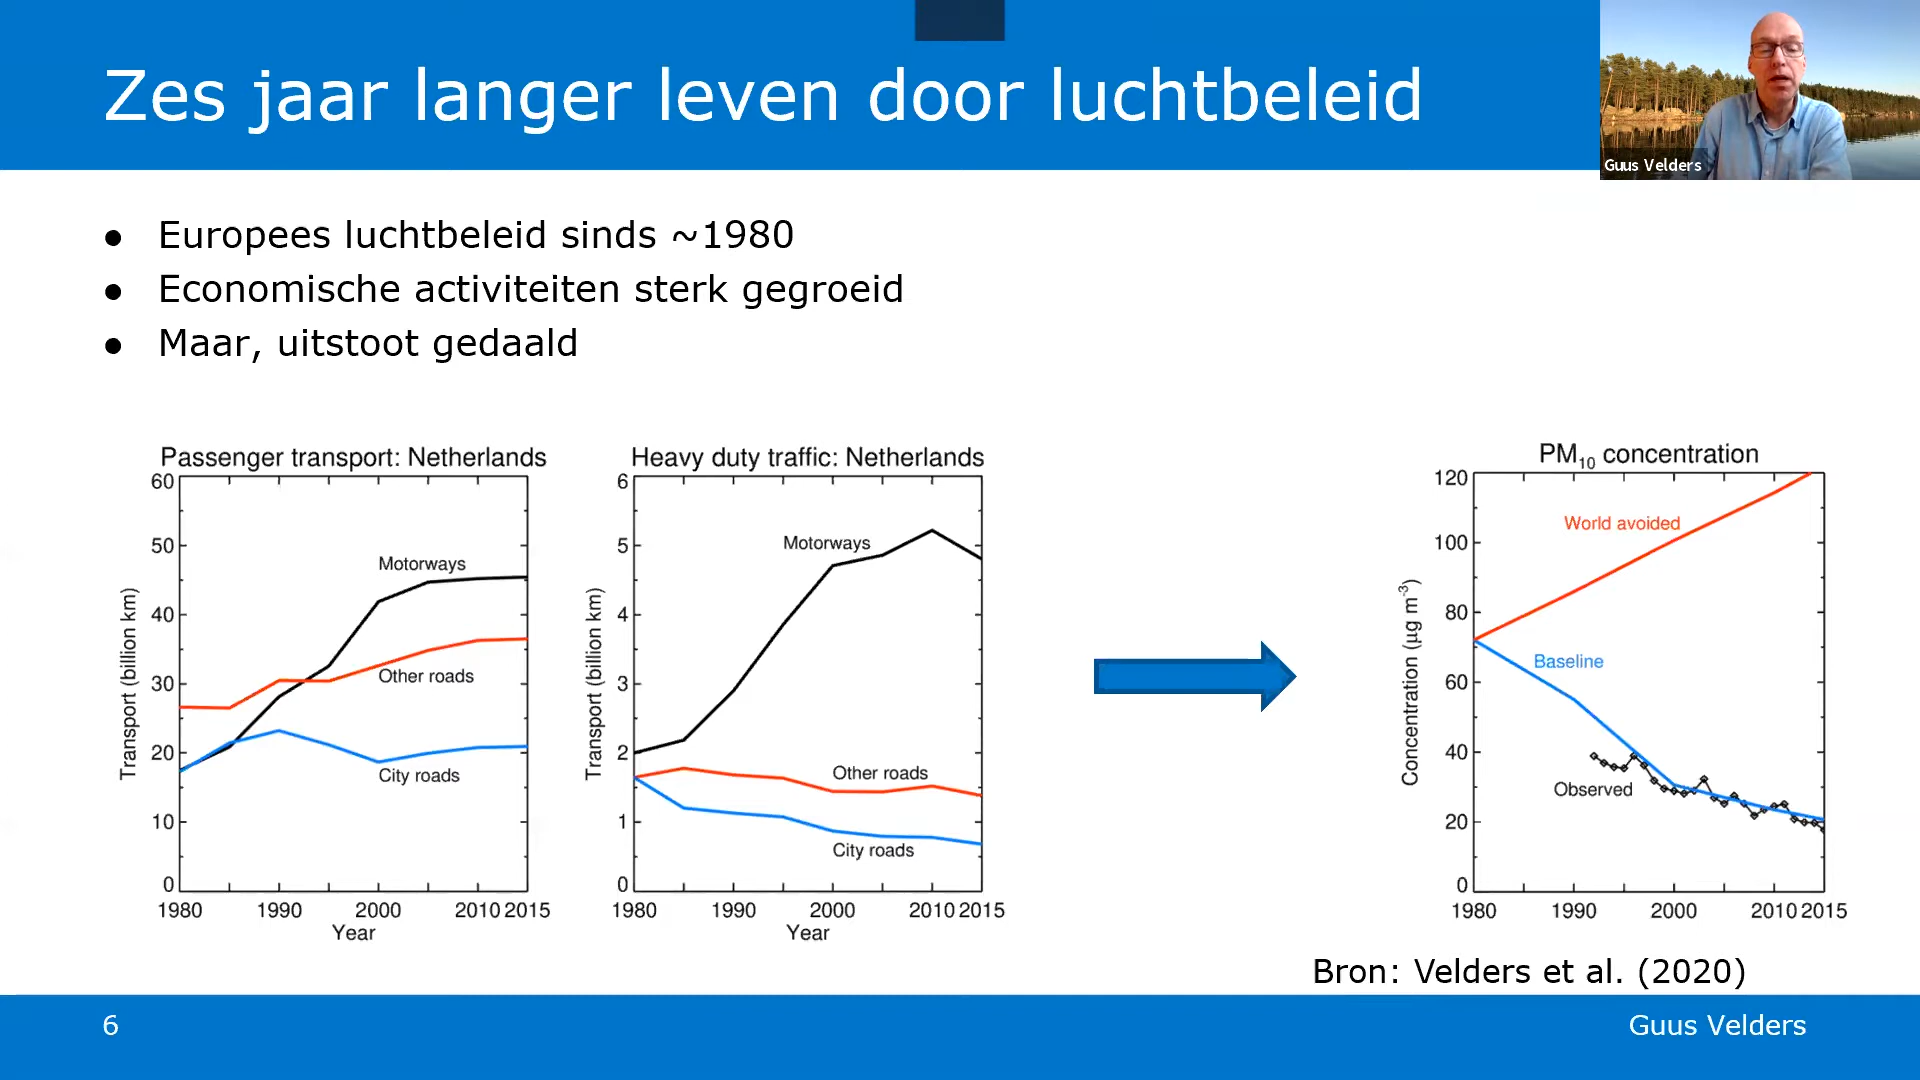 Zes jaar langer leven door luchtbeleid
Guus Velders
● Europees luchtbeleid sinds ~1980
● Economische activiteiten sterk gegroeid
● Maar, uitstoot gedaald
Passenger transport: Netherlands
60
50
40
30
20
10
0
Transport (billion km)
Motorways
Other roads
City roads
1980 1990 2000 2010 2015
Year
Heavy duty traffic: Netherlands
6
5
4
3
2
1
0
Transport (billion km)
Motorways
Other roads
City roads
1980 1990 2000 2010 2015
Year
PM10 concentration
120
100
80
60
40
20
0
Concentration (µg m-3)
World avoided
Baseline
Observed
1980 1990 2000 2010 2015
Bron: Velders et al. (2020)
6
Guus Velders